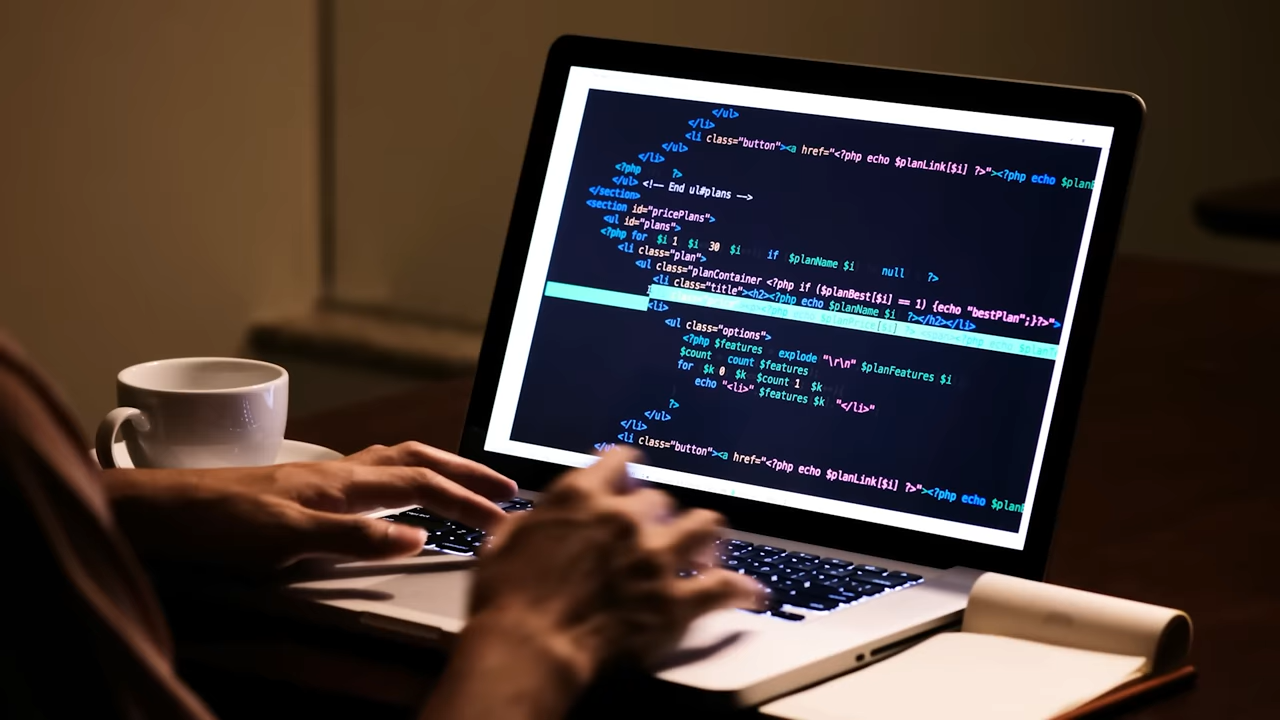 </ul>
</li>
<li class="button"><a href="<?php echo $planLink[$i] ?>"><?php echo
</ul>
</li>
<?php ?>
</ul> <!-- End ul#plans -->
</section>
<section id="pricePlans">
<ul id="plans">
<?php for $i 1 $i 30 $i if $planName $i null ?>
<li class="plan">
<ul class="planContainer <?php if ($planBest[$i] == 1) {echo "bestPlan";}?>">
<li class="title"><h2><?php echo $planName $i ?></h2></li>
<li>
<ul class="options">
<?php $features explode "\r\n" $planFeatures $i
$count count $features
for $k 0 $k $count 1 $k
echo "<li>" $features $k "</li>"
?>
</ul>
</li>
<li class="button"><a href="<?php echo $planLink[$i] ?>"><?php echo